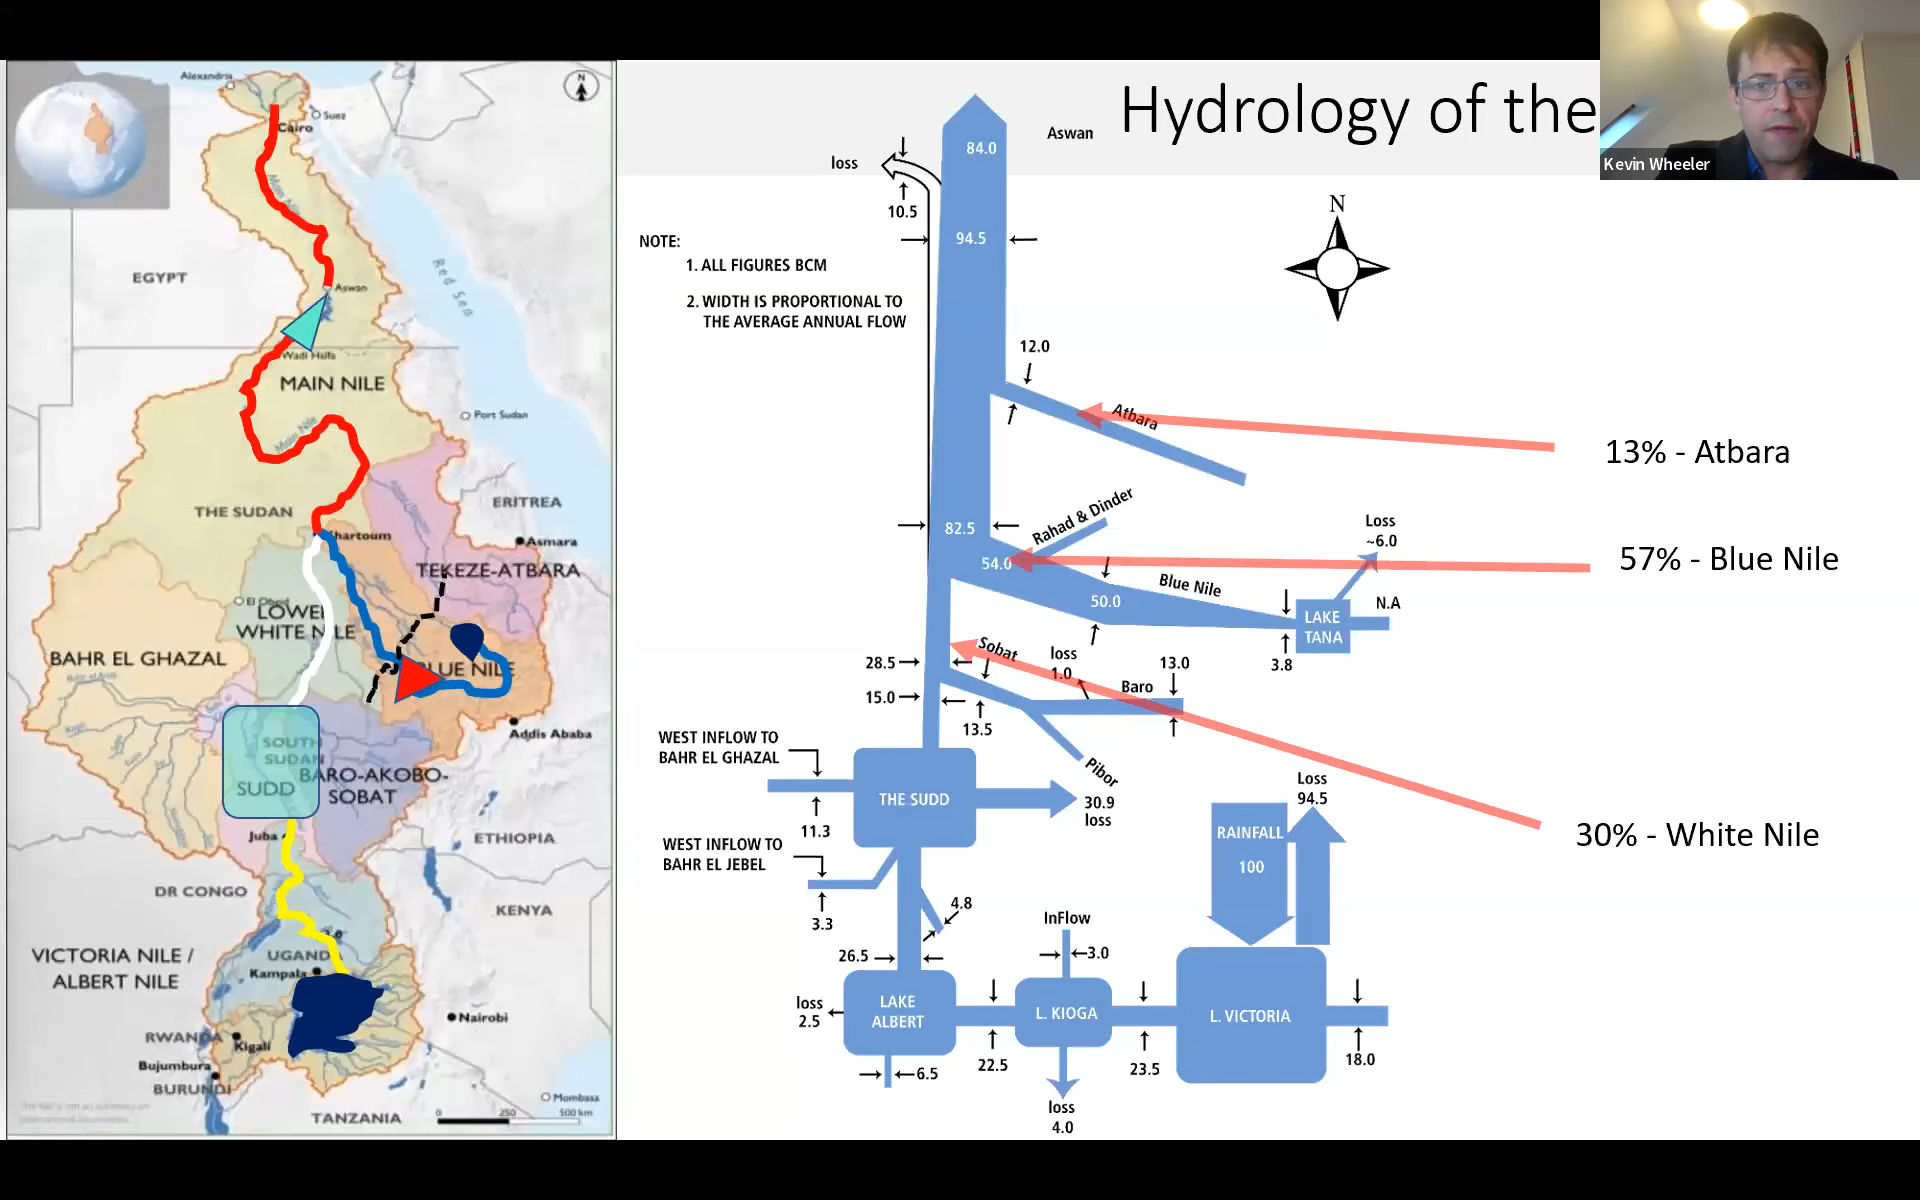 Hydrology of the
Kevin Wheeler
Alexandria
Suez
Cairo
N
Main Nile
EGYPT
Red Sea
Aswan
Wadi Halfa
MAIN NILE
Port Sudan
Main Nile
THE SUDAN
ERITREA
Khartoum
Asmara
TEKEZE-ATBARA
El Obeid
LOWER
WHITE NILE
BAHR EL GHAZAL
BLUE NILE
Addis Ababa
SOUTH
SUDAN
SUDD
BARO-AKOBO-
SOBAT
Juba
ETHIOPIA
DR CONGO
KENYA
VICTORIA NILE /
ALBERT NILE
UGANDA
Kampala
RWANDA
Kigali
Nairobi
Bujumbura
BURUNDI
Mombasa
TANZANIA
0 250 500 km
Aswan
84.0
loss
10.5
94.5
NOTE:
1. ALL FIGURES BCM
2. WIDTH IS PROPORTIONAL TO
THE AVERAGE ANNUAL FLOW
N
12.0
Atbara
13% - Atbara
82.5
Rahad & Dinder
Loss
~6.0
54.0
57% - Blue Nile
Blue Nile
50.0
LAKE
TANA
N.A
3.8
28.5
Sobat
loss
1.0
13.0
Baro
15.0
13.5
Pibor
WEST INFLOW TO
BAHR EL GHAZAL
THE SUDD
30.9
loss
11.3
Loss
94.5
RAINFALL
100
30% - White Nile
WEST INFLOW TO
BAHR EL JEBEL
3.3
4.8
InFlow
3.0
26.5
LAKE
ALBERT
loss
2.5
L. KIOGA
L. VICTORIA
6.5
22.5
23.5
18.0
loss
4.0